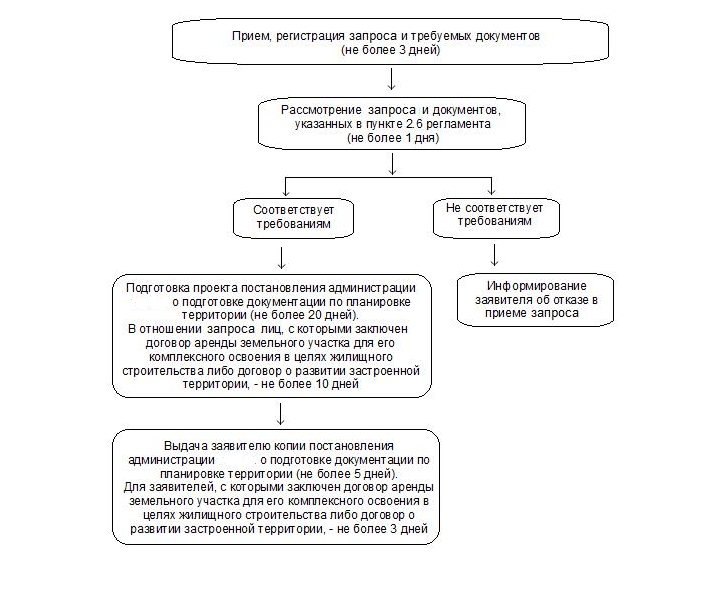 Прием, регистрация запроса и требуемых документов
(не более 3 дней)
Рассмотрение запроса и документов,
указанных в пункте 2.6 регламента
(не более 1 дня)
Соответствует
требованиям
Не соответствует
требованиям
Подготовка проекта постановления администрации
о подготовке документации по планировке
территории (не более 20 дней).
В отношении запроса лиц, с которыми заключен
договор аренды земельного участка для его
комплексного освоения в целях жилищного
строительства либо договор о развитии застроенной
территории, - не более 10 дней
Информирование
заявителя об отказе в
приеме запроса
Выдача заявителю копии постановления
администрации о подготовке документации по
планировке территории (не более 5 дней).
Для заявителей, с которыми заключен договор аренды
земельного участка для его комплексного освоения в
целях жилищного строительства либо договор о
развитии застроенной территории, - не более 3 дней